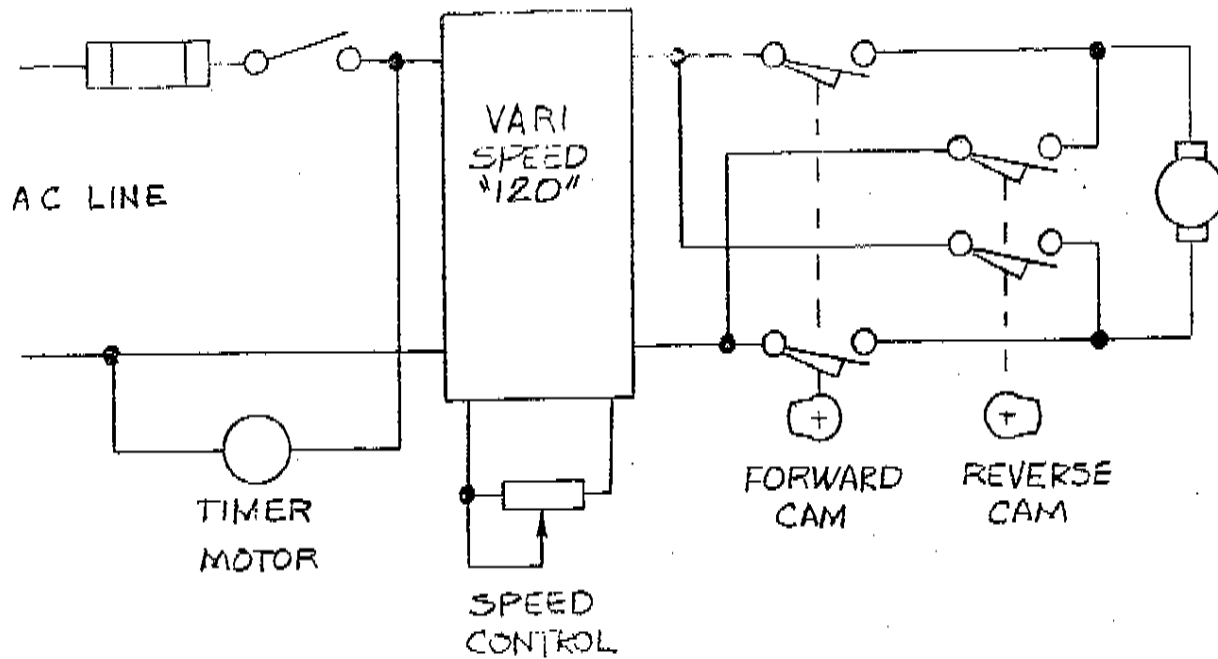 VARI
SPEED
"120"
AC LINE
TIMER
MOTOR
SPEED
CONTROL
FORWARD
CAM
REVERSE
CAM